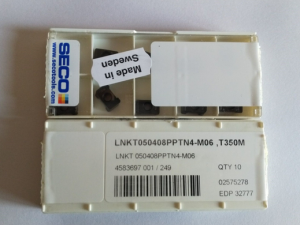 SECO
www.secotools.com
Made in
Sweden
LNKT050408PPTN4-M06 ,T350M
LNKT 050408PPTN4-M06
4583697 001 / 249
QTY 10
02575278
EDP 02777